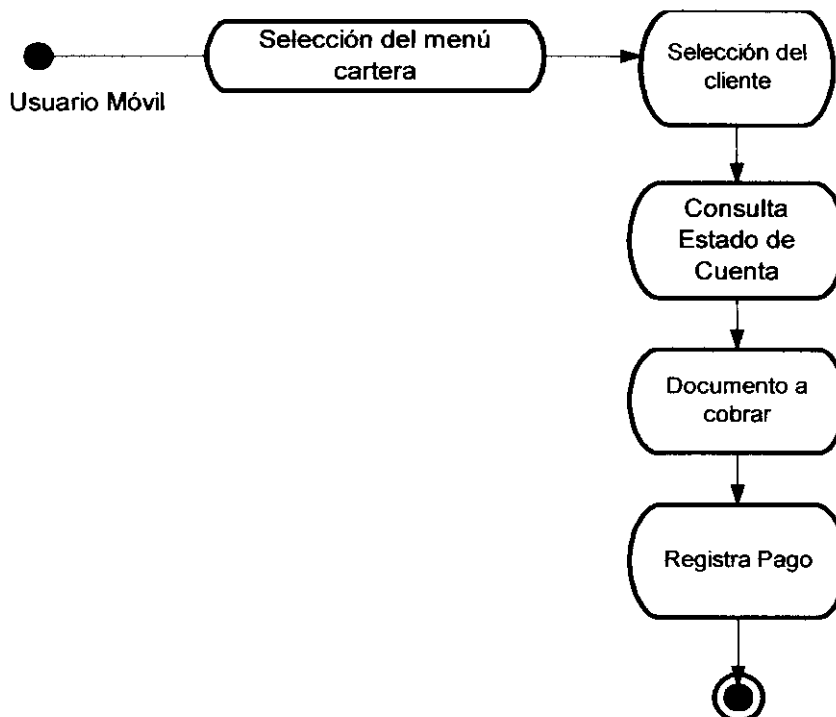 Selección del menú
cartera
Usuario Móvil
Selección del
cliente
Consulta
Estado de
Cuenta
Documento a
cobrar
Registra Pago